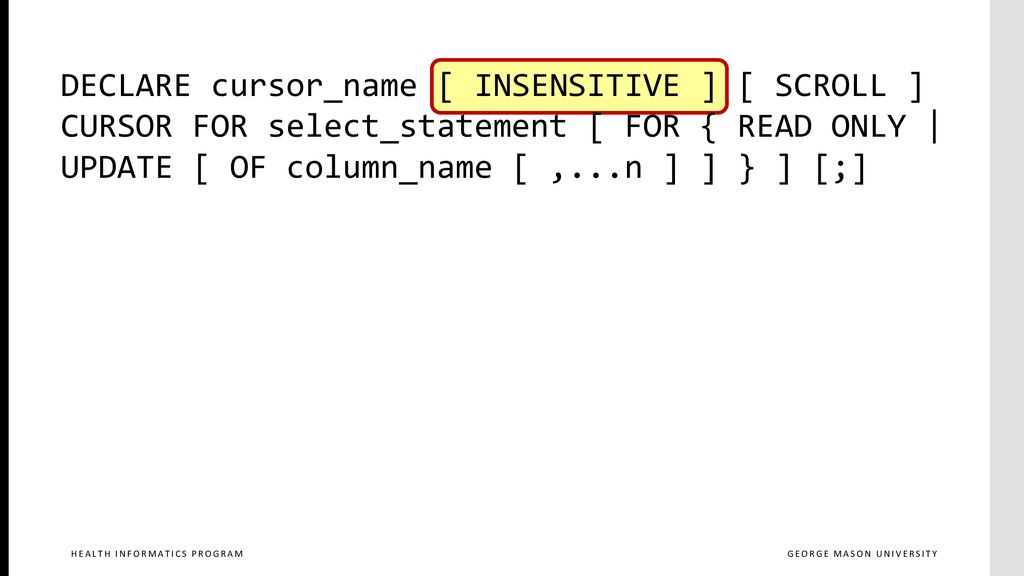 DECLARE cursor_name [ INSENSITIVE ] [ SCROLL ]
CURSOR FOR select_statement [ FOR { READ ONLY |
UPDATE [ OF column_name [ ,...n ] ] } ] [;]
HEALTH INFORMATICS PROGRAM
GEORGE MASON UNIVERSITY